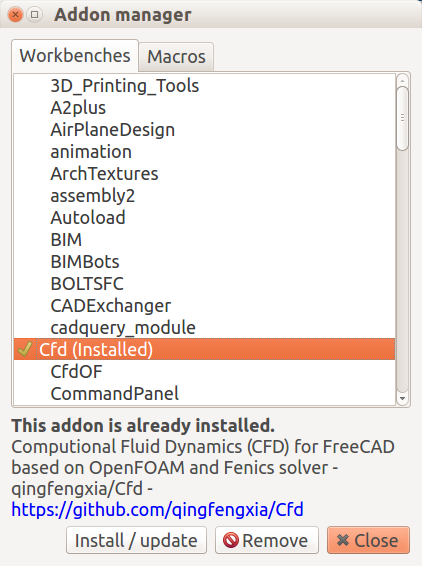 Addon manager
Workbenches Macros
3D_Printing_Tools
A2plus
AirPlaneDesign
animation
ArchTextures
assembly2
Autoload
BIM
BIMBots
BOLTSFC
CADExchanger
cadquery_module
Cfd (Installed)
CfdOF
CommandPanel
This addon is already installed.
Computional Fluid Dynamics (CFD) for FreeCAD
based on OpenFOAM and Fenics solver -
qingfengxia/Cfd -
https://github.com/qingfengxia/Cfd
Install / update Remove Close